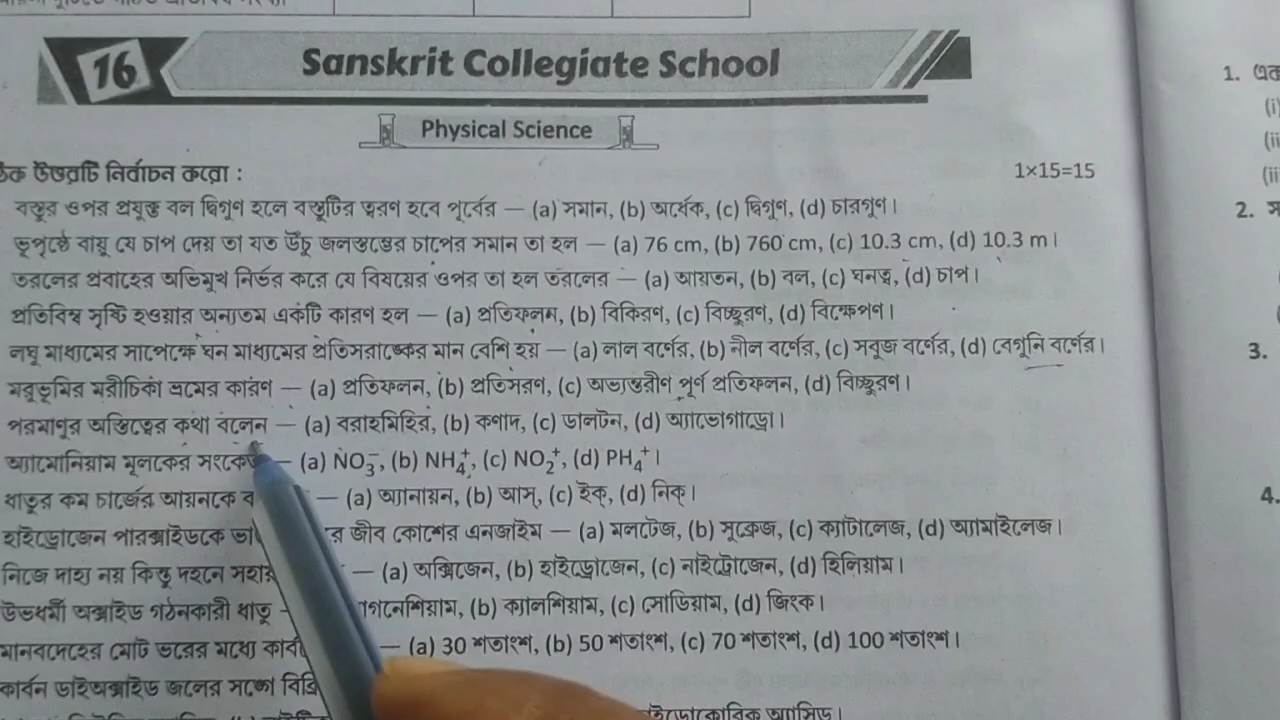 16
Sanskrit Collegiate School
Physical Science
উত্তরটি নির্বাচন করো : 1×15=15
বস্তুর ওপর প্রযুক্ত বল দ্বিগুণ হলে বস্তুটির ত্বরণ হবে পূর্বের — (a) সমান, (b) অর্ধেক, (c) দ্বিগুণ, (d) চারগুণ।
ভূপৃষ্ঠে বায়ু যে চাপ দেয় তা যত উঁচু জলস্তম্ভের চাপের সমান তা হল — (a) 76 cm, (b) 760 cm, (c) 10.3 cm, (d) 10.3 m।
তরলের প্রবাহের অভিমুখ নির্ভর করে যে বিষয়ের ওপর তা হল তরলের — (a) আয়তন, (b) বল, (c) ঘনত্ব, (d) চাপ।
প্রতিবিম্ব সৃষ্টি হওয়ার অন্যতম একটি কারণ হল — (a) প্রতিফলন, (b) বিকিরণ, (c) বিচ্ছুরণ, (d) বিক্ষেপণ।
লঘু মাধ্যমের সাপেক্ষে ঘন মাধ্যমের প্রতিসরাঙ্কের মান বেশি হয় — (a) লাল বর্ণের, (b) নীল বর্ণের, (c) সবুজ বর্ণের, (d) বেগুনি বর্ণের।
মরুভূমির মরীচিকা ভ্রমের কারণ — (a) প্রতিফলন, (b) প্রতিসরণ, (c) অভ্যন্তরীণ পূর্ণ প্রতিফলন, (d) বিচ্ছুরণ।
পরমাণুর অস্তিত্বের কথা বলেন — (a) বরাহমিহির, (b) কণাদ, (c) ডালটন, (d) অ্যাভোগাড্রো।
অ্যামোনিয়াম মূলকের — (a) NO₃⁻, (b) NH₄⁺, (c) NO₂⁺, (d) PH₄⁺।
ধাতুর কম চার্জের আয়নকে — (a) অ্যানায়ন, (b) আস্, (c) ইক্, (d) নিক্।
হাইড্রোজেন পারক্সাইডকে জীব কোশের এনজাইম — (a) মলটেজ, (b) সুক্রেজ, (c) ক্যাটালেজ, (d) অ্যামাইলেজ।
নিজে দাহ্য নয় কিন্তু দহনে — (a) অক্সিজেন, (b) হাইড্রোজেন, (c) নাইট্রোজেন, (d) হিলিয়াম।
উভধর্মী অক্সাইড গঠনকারী ধাতু – (b) ক্যালশিয়াম, (c) সোডিয়াম, (d) জিংক।
মানবদেহের মোট ভরের মধ্যে — (a) 30 শতাংশ, (b) 50 শতাংশ, (c) 70 শতাংশ, (d) 100 শতাংশ।
কার্বন ডাইঅক্সাইড জলের সঙ্গে
অ্যাসিড।
1.
(i)
2.
3.
4.